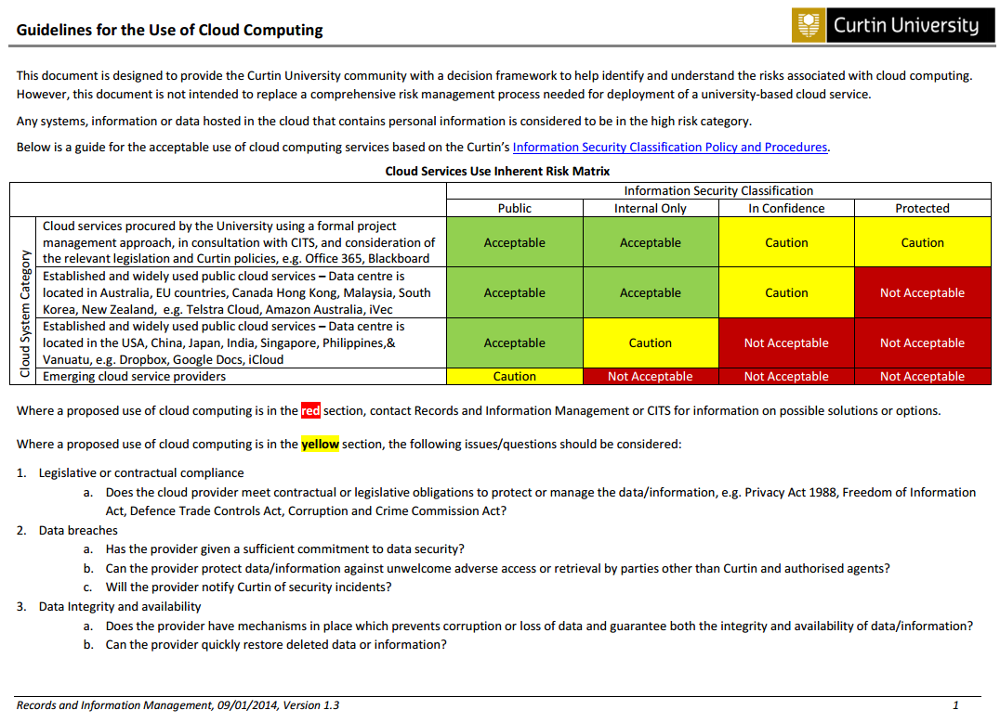 Guidelines for the Use of Cloud Computing
Curtin University
This document is designed to provide the Curtin University community with a decision framework to help identify and understand the risks associated with cloud computing.
However, this document is not intended to replace a comprehensive risk management process needed for deployment of a university-based cloud service.
Any systems, information or data hosted in the cloud that contains personal information is considered to be in the high risk category.
Below is a guide for the acceptable use of cloud computing services based on the Curtin's Information Security Classification Policy and Procedures.
Cloud Services Use Inherent Risk Matrix
Information Security Classification
Public Internal Only In Confidence Protected
Cloud System Category
Cloud services procured by the University using a formal project
management approach, in consultation with CITS, and consideration of
the relevant legislation and Curtin policies, e.g. Office 365, Blackboard
Acceptable Acceptable Caution Caution
Established and widely used public cloud services – Data centre is
located in Australia, EU countries, Canada Hong Kong, Malaysia, South
Korea, New Zealand, e.g. Telstra Cloud, Amazon Australia, iVec
Acceptable Acceptable Caution Not Acceptable
Established and widely used public cloud services – Data centre is
located in the USA, China, Japan, India, Singapore, Philippines,&
Vanuatu, e.g. Dropbox, Google Docs, iCloud
Acceptable Caution Not Acceptable Not Acceptable
Emerging cloud service providers Caution Not Acceptable Not Acceptable Not Acceptable
Where a proposed use of cloud computing is in the red section, contact Records and Information Management or CITS for information on possible solutions or options.
Where a proposed use of cloud computing is in the yellow section, the following issues/questions should be considered:
1. Legislative or contractual compliance
a. Does the cloud provider meet contractual or legislative obligations to protect or manage the data/information, e.g. Privacy Act 1988, Freedom of Information
Act, Defence Trade Controls Act, Corruption and Crime Commission Act?
2. Data breaches
a. Has the provider given a sufficient commitment to data security?
b. Can the provider protect data/information against unwelcome adverse access or retrieval by parties other than Curtin and authorised agents?
c. Will the provider notify Curtin of security incidents?
3. Data Integrity and availability
a. Does the provider have mechanisms in place which prevents corruption or loss of data and guarantee both the integrity and availability of data/information?
b. Can the provider quickly restore deleted data or information?
Records and Information Management, 09/01/2014, Version 1.3 1